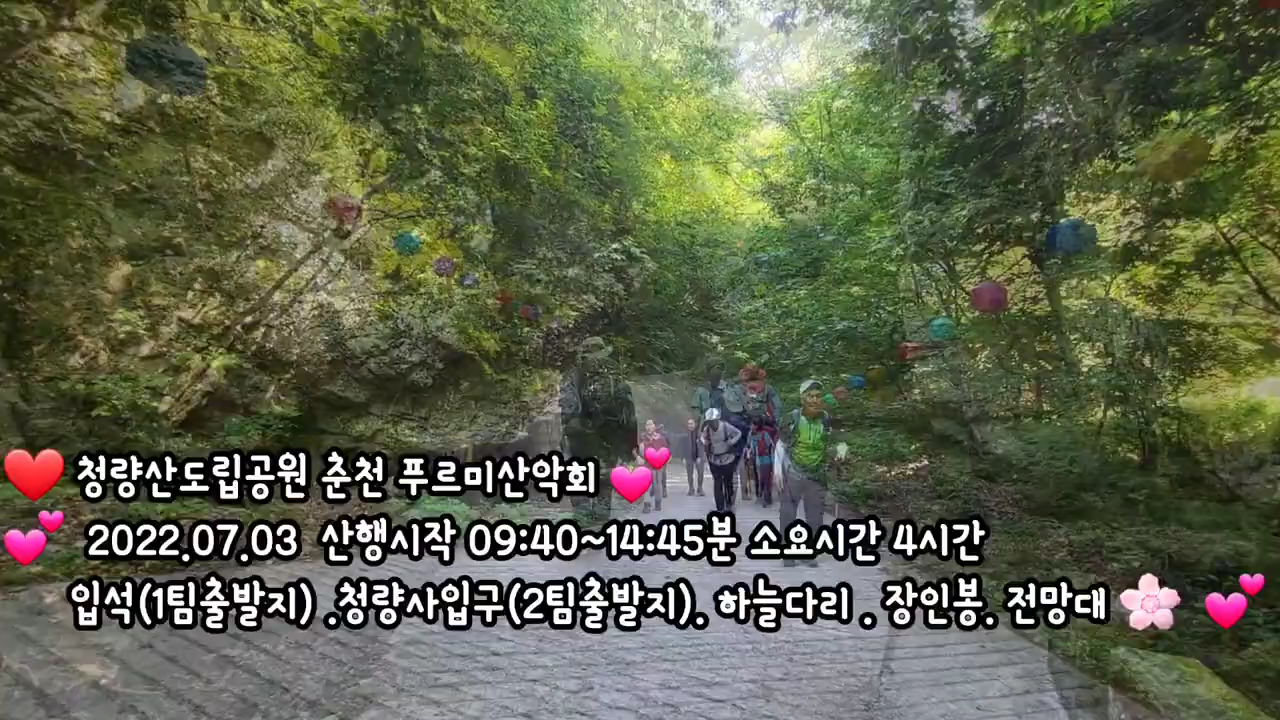 ❤️ 청량산도립공원 춘천 푸르미산악회 💕
💕 2022.07.03 산행시작 09:40~14:45분 소요시간 4시간
입석(1팀출발지) .청량사입구(2팀출발지). 하늘다리 . 장인봉. 전망대 🌸 💕